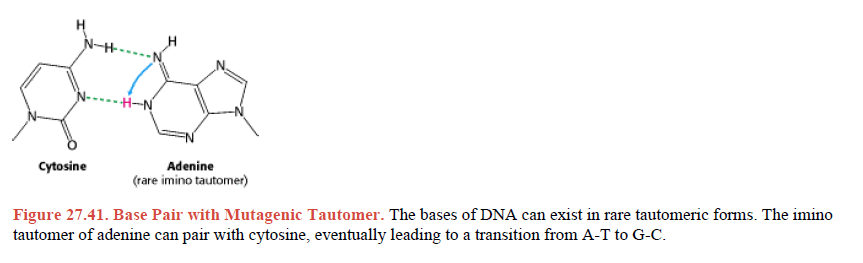 H
N-H
N
H
N
N
H-N
N
N
N
O
N
Cytosine
Adenine
(rare imino tautomer)
Figure 27.41. Base Pair with Mutagenic Tautomer. The bases of DNA can exist in rare tautomeric forms. The imino
tautomer of adenine can pair with cytosine, eventually leading to a transition from A-T to G-C.